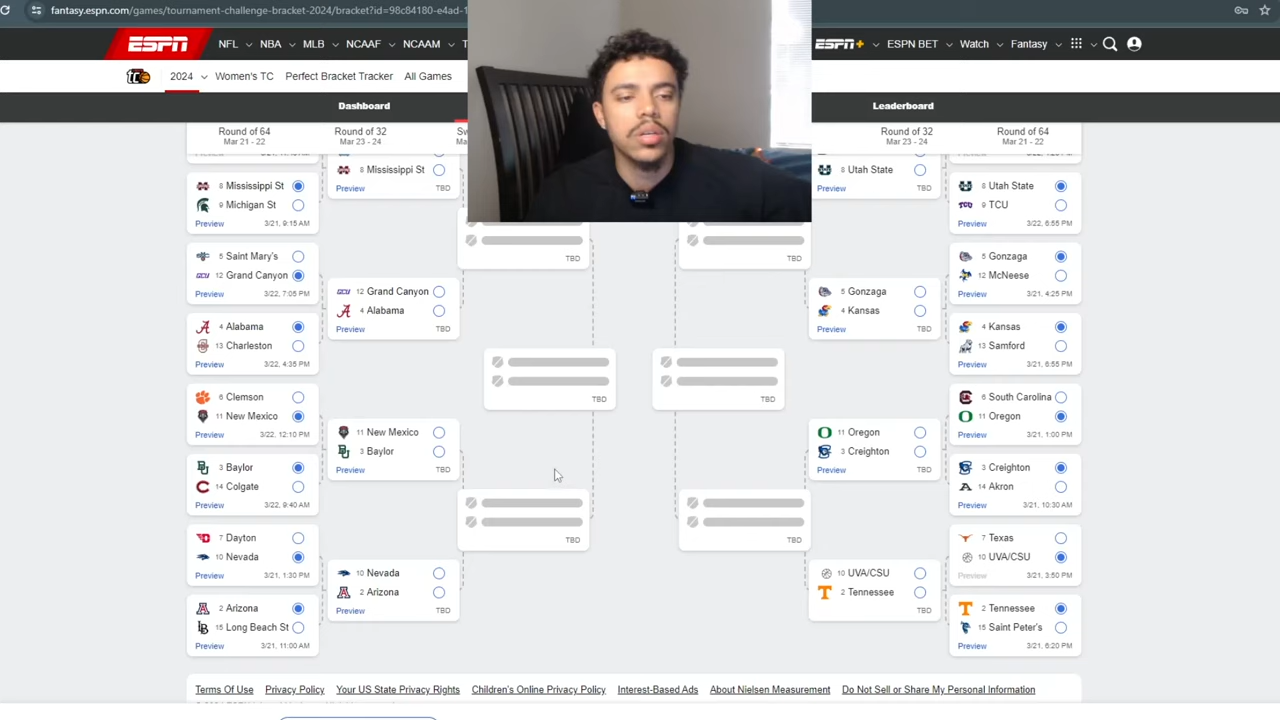 fantasy.espn.com/games/tournament-challenge-bracket-2024/bracket?id=98c84180-e4ad-1
ESPN NFL NBA MLB NCAAF NCAAM ESPN+ ESPN BET Watch Fantasy
2024 Women's TC Perfect Bracket Tracker All Games
Dashboard Leaderboard
Round of 64
Mar 21 - 22
Round of 32
Mar 23 - 24
Round of 32
Mar 23 - 24
Round of 64
Mar 21 - 22
8 Mississippi St
9 Michigan St
Preview 3/21, 9:15 AM
5 Saint Mary's
GCU 12 Grand Canyon
Preview 3/22, 7:05 PM
4 Alabama
13 Charleston
Preview 3/22, 4:35 PM
6 Clemson
11 New Mexico
Preview 3/22, 12:10 PM
3 Baylor
14 Colgate
Preview 3/22, 9:40 AM
7 Dayton
10 Nevada
Preview 3/21, 1:30 PM
2 Arizona
15 Long Beach St
Preview 3/21, 11:00 AM
8 Mississippi St
Preview TBD
GCU 12 Grand Canyon
4 Alabama
Preview TBD
11 New Mexico
3 Baylor
Preview TBD
10 Nevada
2 Arizona
Preview TBD
TBD
TBD
TBD
TBD
TBD
TBD
8 Utah State
Preview
5 Gonzaga
4 Kansas
Preview TBD
11 Oregon
3 Creighton
Preview TBD
10 UVA/CSU
2 Tennessee
TBD
8 Utah State
TCU 9 TCU
Preview 3/22, 6:55 PM
5 Gonzaga
12 McNeese
Preview 3/21, 4:25 PM
4 Kansas
13 Samford
Preview 3/21, 6:55 PM
6 South Carolina
11 Oregon
Preview 3/21, 1:00 PM
3 Creighton
14 Akron
Preview 3/21, 10:30 AM
7 Texas
10 UVA/CSU
Preview 3/21, 3:50 PM
2 Tennessee
15 Saint Peter's
Preview 3/21, 6:20 PM
Terms Of Use Privacy Policy Your US State Privacy Rights Children's Online Privacy Policy Interest-Based Ads About Nielsen Measurement Do Not Sell or Share My Personal Information